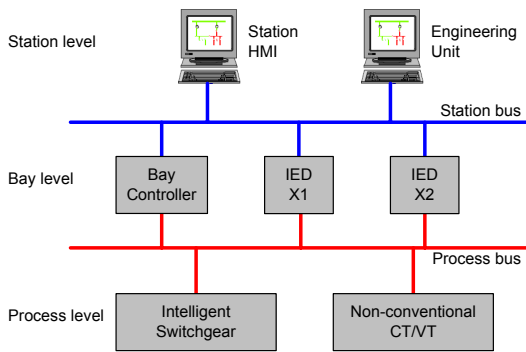 Station level
Station
HMI
Engineering
Unit
Station bus
Bay level
Bay
Controller
IED
X1
IED
X2
Process bus
Process level
Intelligent
Switchgear
Non-conventional
CT/VT